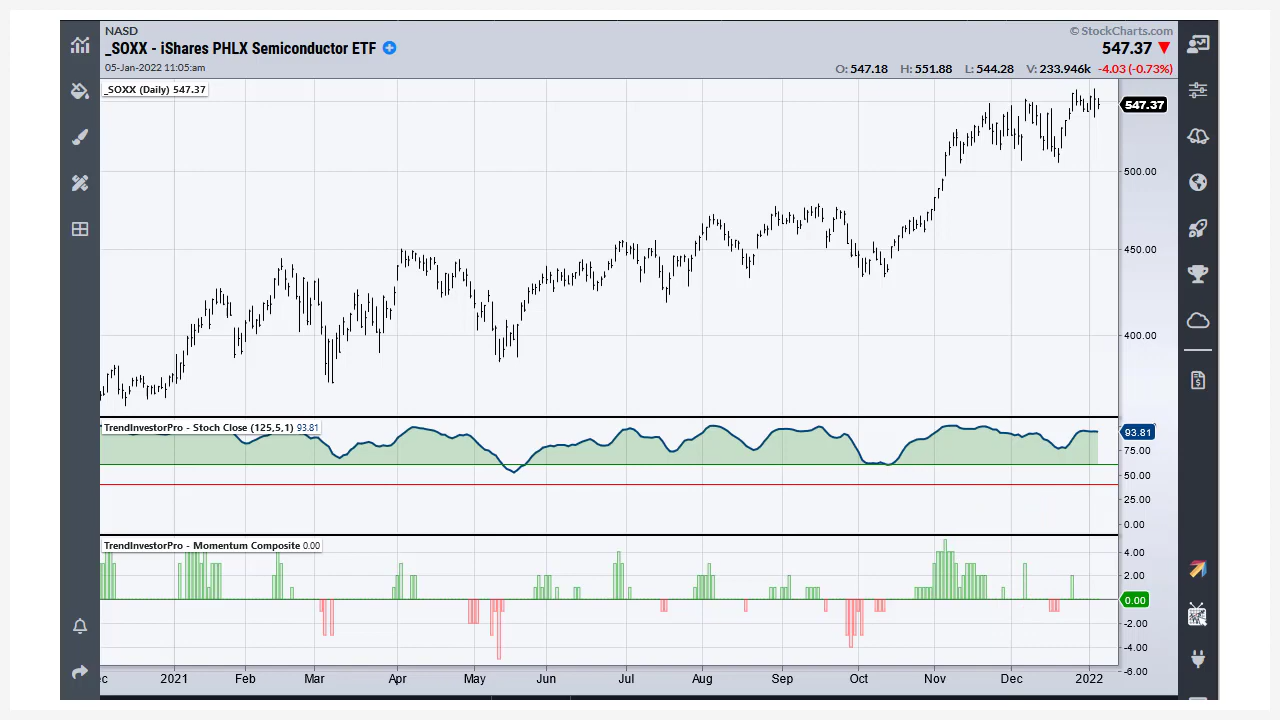 NASD
_SOXX - iShares PHLX Semiconductor ETF
05-Jan-2022 11:05:am
© StockCharts.com
547.37
O: 547.18 H: 551.88 L: 544.28 V: 233.946k -4.03 (-0.73%)
_SOXX (Daily) 547.37
547.37
500.00
450.00
400.00
TrendInvestorPro - Stoch Close (125,5,1) 93.81
93.81
75.00
50.00
25.00
0.00
TrendInvestorPro - Momentum Composite 0.00
4.00
2.00
0.00
-2.00
-4.00
-6.00
ec 2021 Feb Mar Apr May Jun Jul Aug Sep Oct Nov Dec 2022